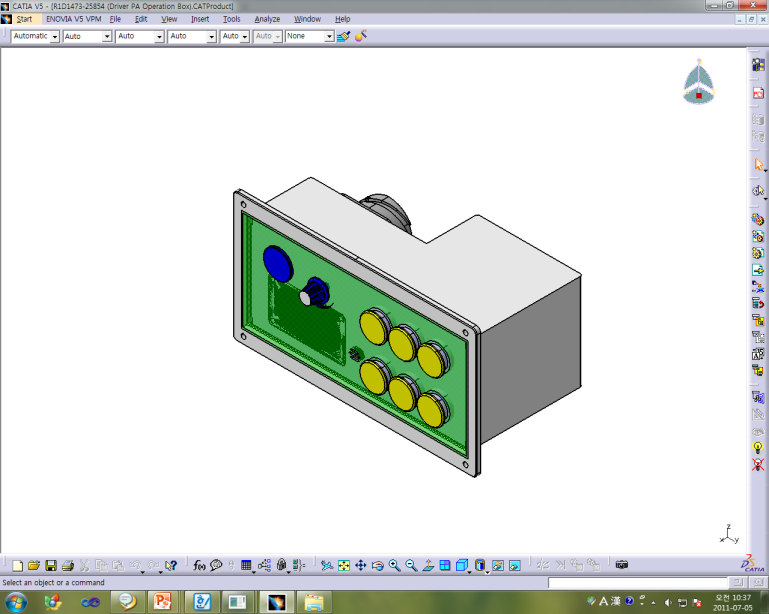 CATIA V5 - [R1D1473-25854 (Driver PA Operation Box).CATProduct]
Start ENOVIA V5 VPM File Edit View Insert Tools Analyze Window Help
Automatic Auto Auto Auto Auto Auto None
z
x y
f(x)
CATIA
Select an object or a command
A 漢 오전 10:37
2011-07-05